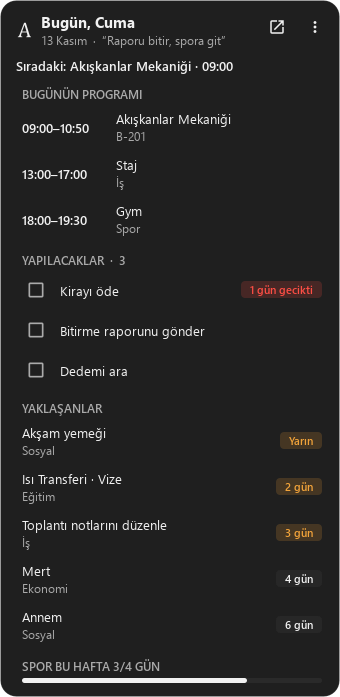 A
Bugün, Cuma
13 Kasım · “Raporu bitir, spora git”
Sıradaki: Akışkanlar Mekaniği · 09:00
BUGÜNÜN PROGRAMI
09:00–10:50 Akışkanlar Mekaniği
B-201
13:00–17:00 Staj
İş
18:00–19:30 Gym
Spor
YAPILACAKLAR · 3
Kirayı öde 1 gün gecikti
Bitirme raporunu gönder
Dedemi ara
YAKLAŞANLAR
Akşam yemeği Yarın
Sosyal
Isı Transferi · Vize 2 gün
Eğitim
Toplantı notlarını düzenle 3 gün
İş
Mert 4 gün
Ekonomi
Annem 6 gün
Sosyal
SPOR BU HAFTA 3/4 GÜN